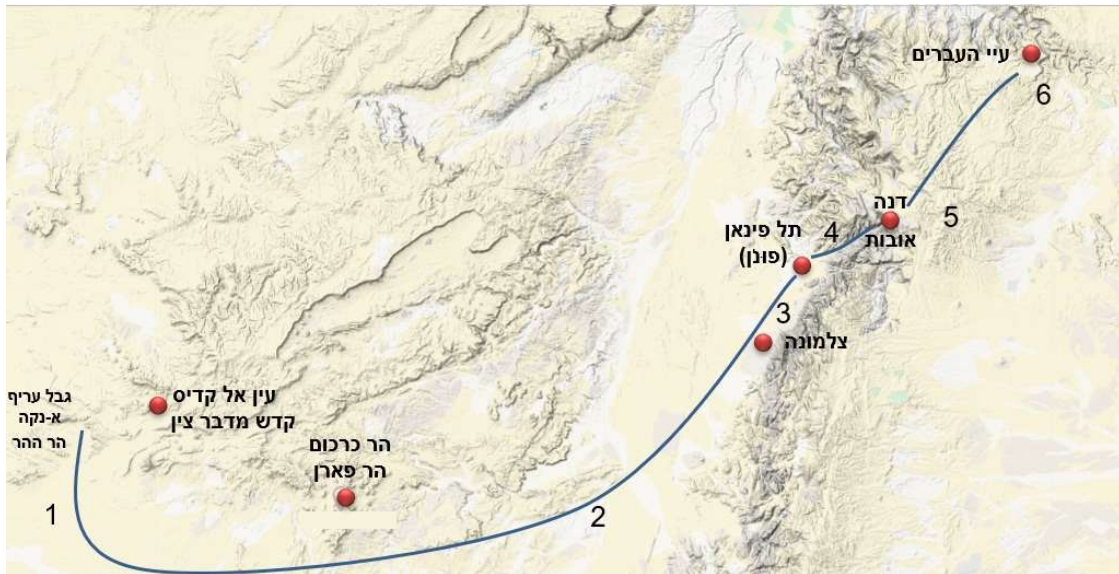 עיי העברים
6
דנה
אובות
5
4
תל פינאן
(פוּנֹן)
3
צלמונה
עין אל קדיס
קדש מדבר צין
גבל עריף
א-נקה
הר ההר
הר כרכום
הר פארן
1
2